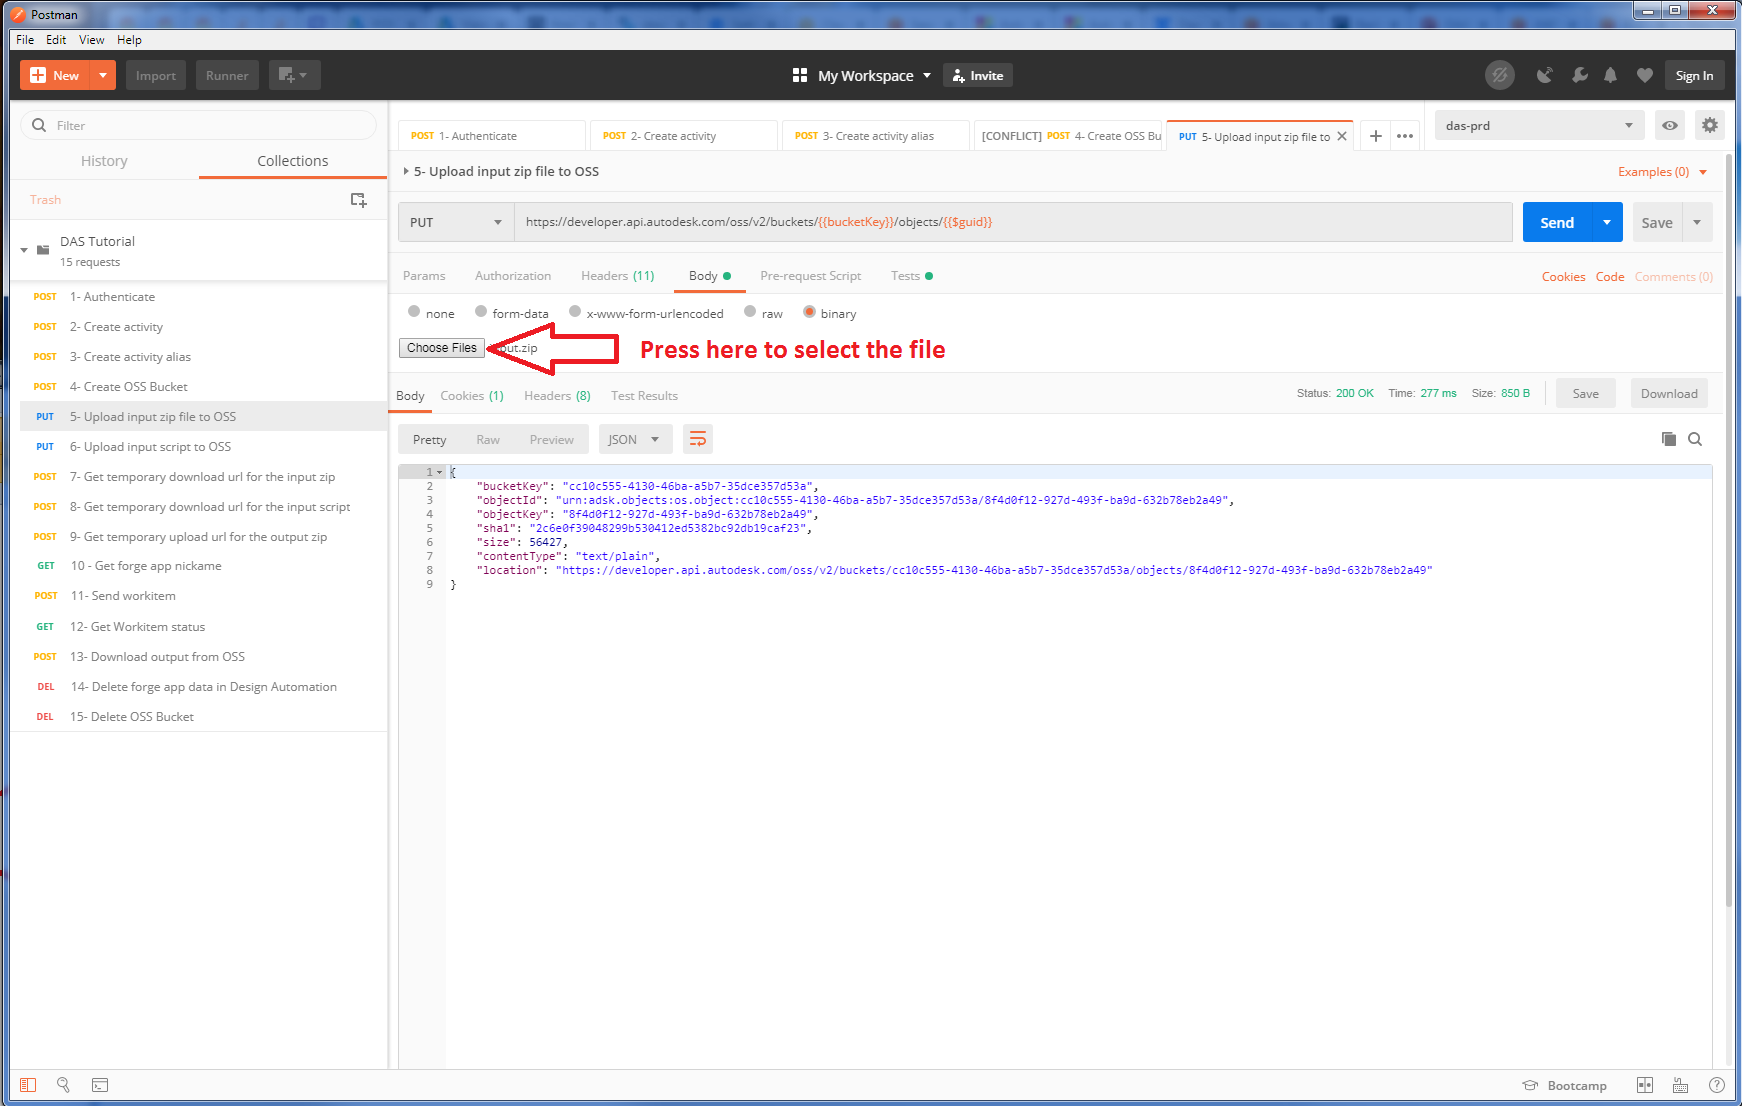 Postman
File Edit View Help
New Import Runner My Workspace Invite Sign In
Filter
History Collections
Trash
DAS Tutorial
15 requests
POST 1- Authenticate
POST 2- Create activity
POST 3- Create activity alias
POST 4- Create OSS Bucket
PUT 5- Upload input zip file to OSS
PUT 6- Upload input script to OSS
POST 7- Get temporary download url for the input zip
POST 8- Get temporary download url for the input script
POST 9- Get temporary upload url for the output zip
GET 10 - Get forge app nickame
POST 11- Send workitem
GET 12- Get Workitem status
POST 13- Download output from OSS
DEL 14- Delete forge app data in Design Automation
DEL 15- Delete OSS Bucket
POST 1- Authenticate POST 2- Create activity POST 3- Create activity alias [CONFLICT] POST 4- Create OSS Bu PUT 5- Upload input zip file to das-prd
5- Upload input zip file to OSS Examples (0)
PUT https://developer.api.autodesk.com/oss/v2/buckets/{{bucketKey}}/objects/{{$guid}} Send Save
Params Authorization Headers (11) Body Pre-request Script Tests Cookies Code Comments (0)
none form-data x-www-form-urlencoded raw binary
Choose Files put.zip Press here to select the file
Body Cookies (1) Headers (8) Test Results Status: 200 OK Time: 277 ms Size: 850 B Save Download
Pretty Raw Preview JSON
1 {
2 "bucketKey": "cc10c555-4130-46ba-a5b7-35dce357d53a",
3 "objectId": "urn:adsk.objects:os.object:cc10c555-4130-46ba-a5b7-35dce357d53a/8f4d0f12-927d-493f-ba9d-632b78eb2a49",
4 "objectKey": "8f4d0f12-927d-493f-ba9d-632b78eb2a49",
5 "sha1": "2c6e0f39048299b530412ed5382bc92db19caf23",
6 "size": 56427,
7 "contentType": "text/plain",
8 "location": "https://developer.api.autodesk.com/oss/v2/buckets/cc10c555-4130-46ba-a5b7-35dce357d53a/objects/8f4d0f12-927d-493f-ba9d-632b78eb2a49"
9 }
Bootcamp